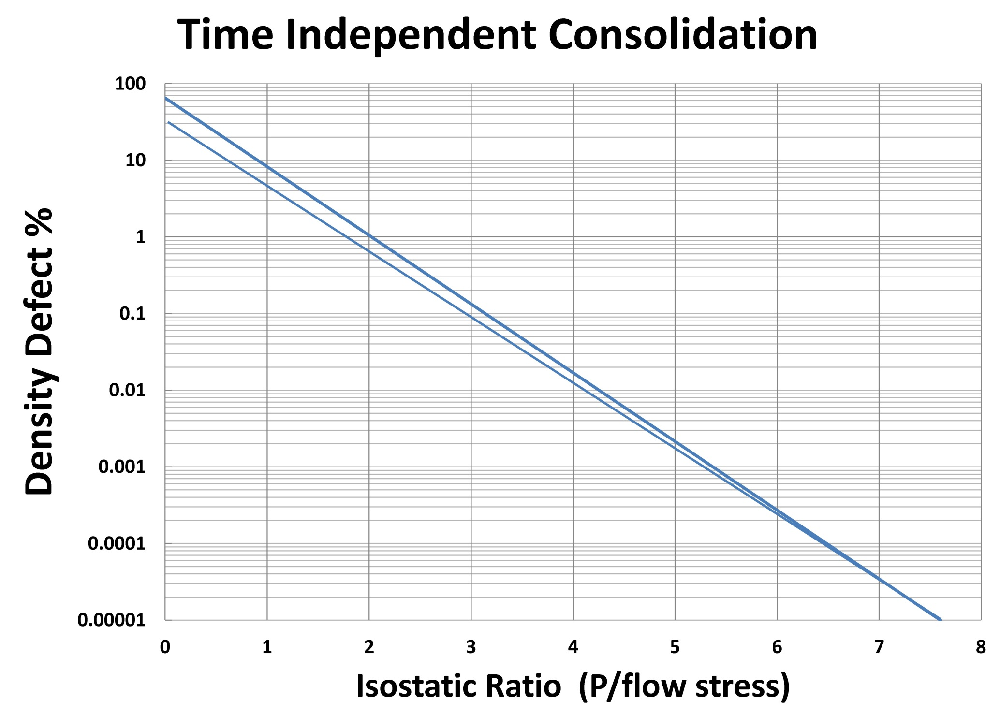 Time Independent Consolidation
Density Defect %
100
10
1
0.1
0.01
0.001
0.0001
0.00001
0 1 2 3 4 5 6 7 8
Isostatic Ratio (P/flow stress)